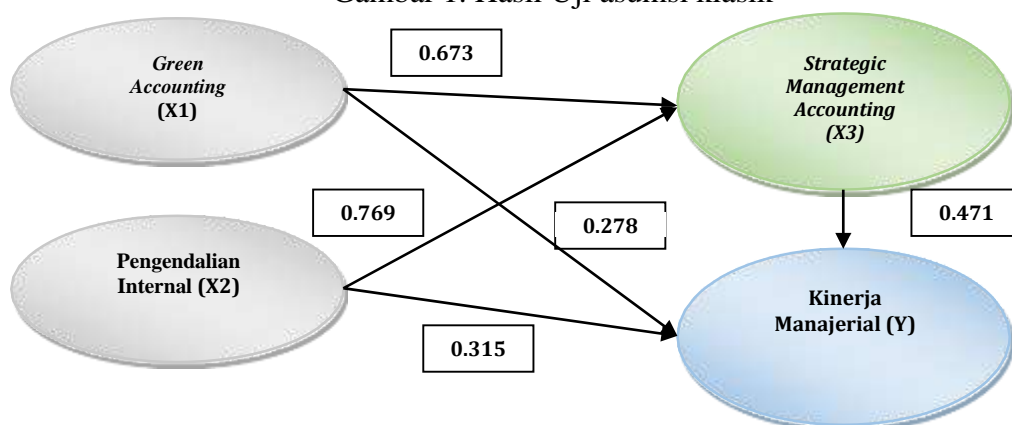 Gambar 1. Hasil Uji asumsi klasik
Green
Accounting
(X1)
0.673
Strategic
Management
Accounting
(X3)
0.769
0.278
0.471
Pengendalian
Internal (X2)
Kinerja
Manajerial (Y)
0.315